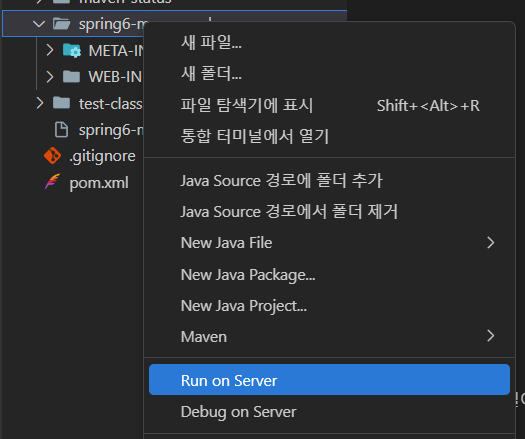 spring6-m
META-IN
WEB-IN
test-class
spring6-m
.gitignore
pom.xml
새 파일...
새 폴더...
파일 탐색기에 표시 Shift+<Alt>+R
통합 터미널에서 열기
Java Source 경로에 폴더 추가
Java Source 경로에서 폴더 제거
New Java File
New Java Package...
New Java Project...
Maven
Run on Server
Debug on Server